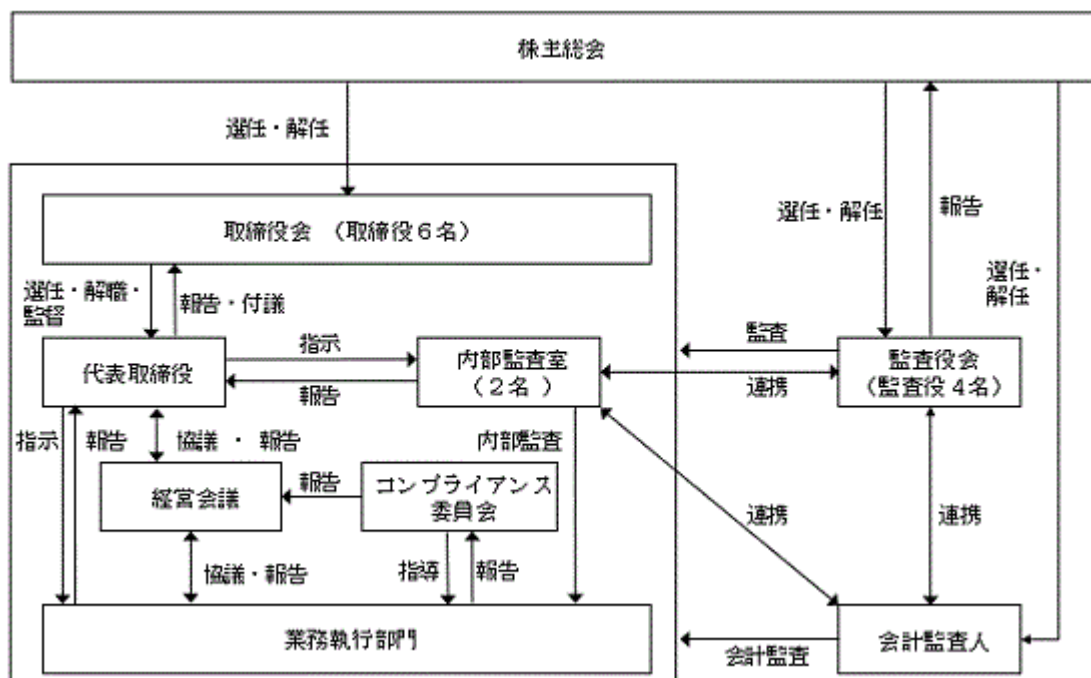 株主総会
選任・解任
選任・解任
報告
選任・
解任
取締役会 (取締役6名)
選任・解職・
監督
報告・付議
代表取締役
指示
報告
内部監査室
(2名 )
監査
連携
監査役会
(監査役4名)
指示
報告
協議 ・ 報告
内部監査
経営会議
報告
コンプライアンス
委員会
連携
連携
協議・報告
指導
報告
業務執行部門
会計監査
会計監査人